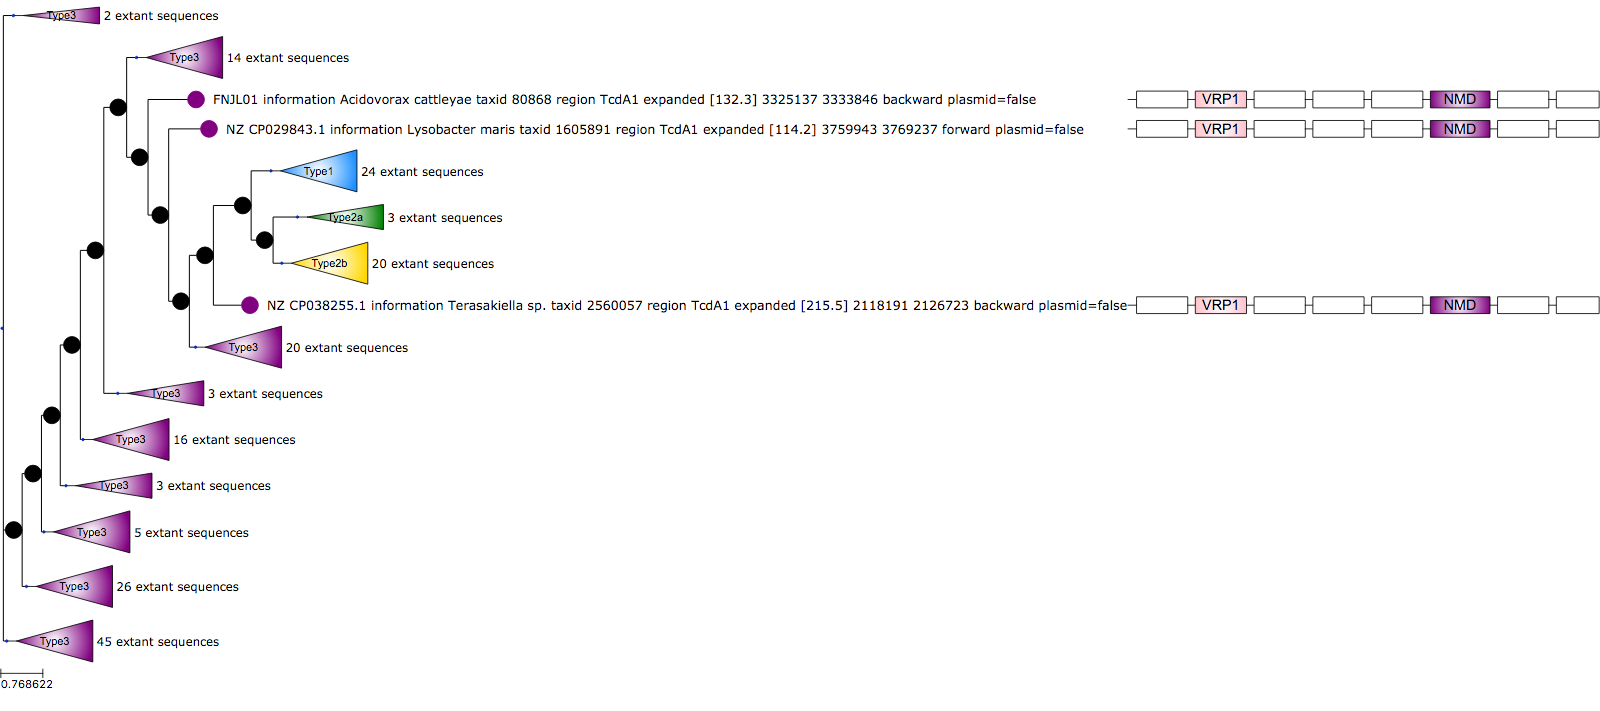 Type3 2 extant sequences
Type3 14 extant sequences
FNJL01 information Acidovorax cattleyae taxid 80868 region TcdA1 expanded [132.3] 3325137 3333846 backward plasmid=false VRP1 NMD
NZ CP029843.1 information Lysobacter maris taxid 1605891 region TcdA1 expanded [114.2] 3759943 3769237 forward plasmid=false VRP1 NMD
Type1 24 extant sequences
Type2a 3 extant sequences
Type2b 20 extant sequences
NZ CP038255.1 information Terasakiella sp. taxid 2560057 region TcdA1 expanded [215.5] 2118191 2126723 backward plasmid=false VRP1 NMD
Type3 20 extant sequences
Type3 3 extant sequences
Type3 16 extant sequences
Type3 3 extant sequences
Type3 5 extant sequences
Type3 26 extant sequences
Type3 45 extant sequences
0.768622